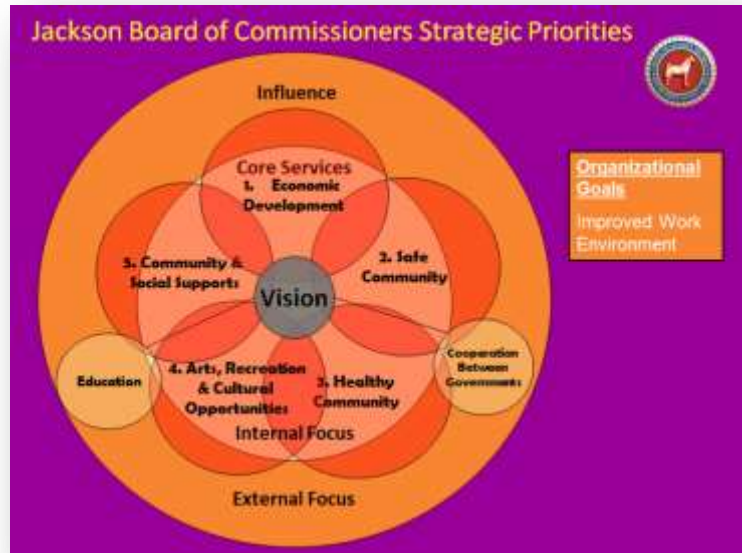 Jackson Board of Commissioners Strategic Priorities
Influence
Core Services
1. Economic
Development
2. Safe
Community
5. Community &
Social Supports
Vision
Organizational
Goals
Improved Work
Environment
Education
4. Arts, Recreation
& Cultural
Opportunities
3. Healthy
Community
Cooperation
Between
Governments
Internal Focus
External Focus